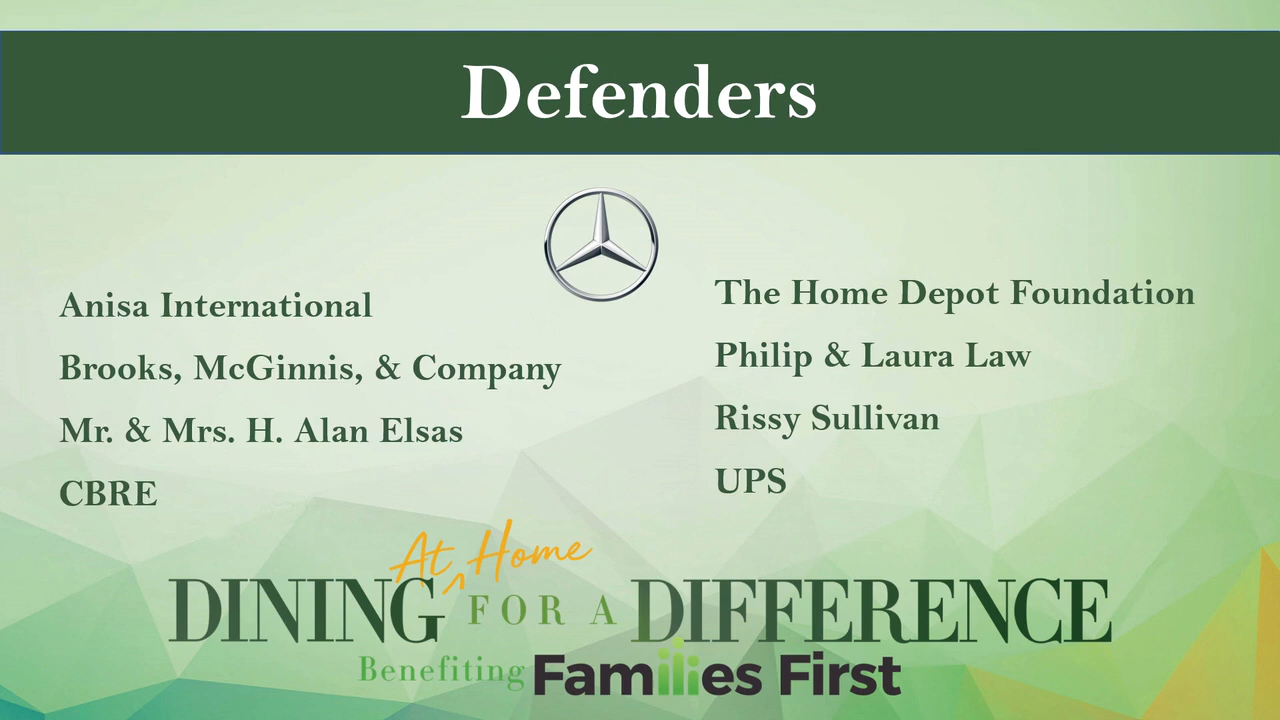 Defenders
Anisa International
Brooks, McGinnis, & Company
Mr. & Mrs. H. Alan Elsas
CBRE
The Home Depot Foundation
Philip & Laura Law
Rissy Sullivan
UPS
At Home
DINING FOR A DIFFERENCE
Benefiting Families First